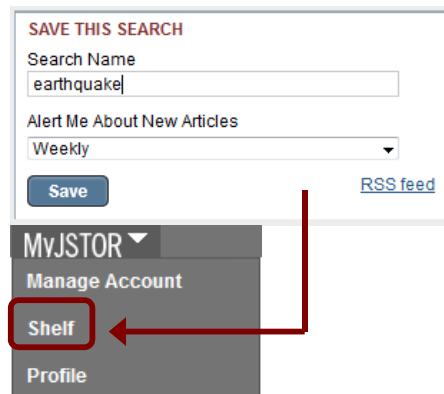 SAVE THIS SEARCH
Search Name
earthquake
Alert Me About New Articles
Weekly
Save RSS feed
MyJSTOR
Manage Account
Shelf
Profile